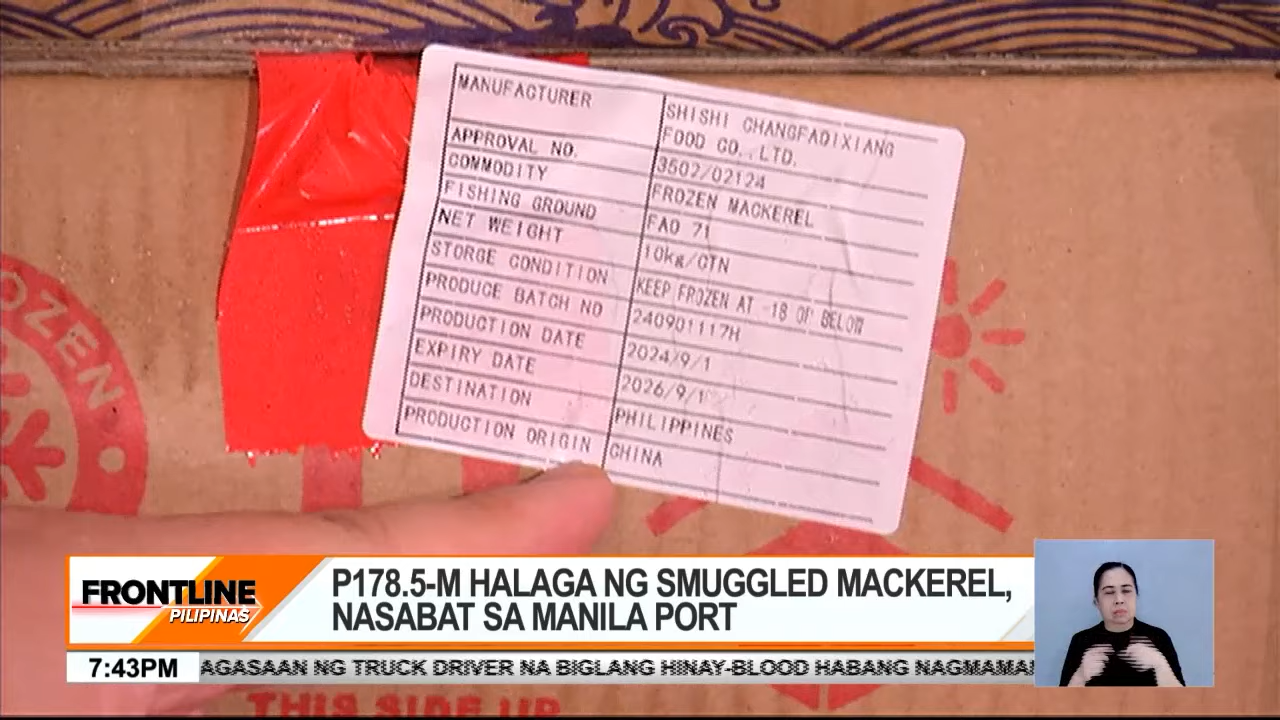 MANUFACTURER SHISHI CHANGFAQIXIANG
FOOD CO., LTD.
APPROVAL NO. 3502/02124
COMMODITY FROZEN MACKEREL
FISHING GROUND FAO 71
NET WEIGHT 10kg/CTN
STORGE CONDITION KEEP FROZEN AT -18 OR BELOW
PRODUCE BATCH NO 240901117H
PRODUCTION DATE 2024/9/1
EXPIRY DATE 2026/9/1
DESTINATION PHILIPPINES
PRODUCTION ORIGIN CHINA
OZEN
FRONTLINE
PILIPINAS
P178.5-M HALAGA NG SMUGGLED MACKEREL,
NASABAT SA MANILA PORT
7:43PM AGASAAN NG TRUCK DRIVER NA BIGLANG HINAY-BLOOD HABANG NAGMAMA
THIS SIDE UP